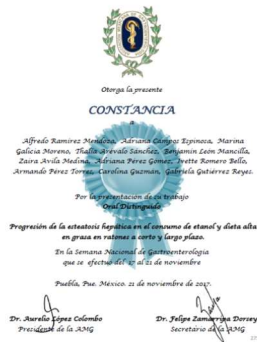 Otorga la presente
CONSTANCIA
a
Alfredo Ramírez Mendoza, Adriana Campos Espinoza, Marina
Galicia Moreno, Thalía Arévalo Sánchez, Benjamín León Mancilla,
Zaira Avila Medina, Adriana Pérez Gomez, Ivette Romero Bello,
Armando Pérez Torres, Carolina Guzmán, Gabriela Gutiérrez Reyes.
Por la presentación de su trabajo
Oral Distinguido
Progresión de la esteatosis hepática en el consumo de etanol y dieta alta
en grasa en ratones a corto y largo plazo.
En la Semana Nacional de Gastroenterología
que se efectuó del 17 al 21 de noviembre
Puebla, Pue. México. 21 de noviembre de 2017.
Dr. Aurelio López Colombo
Dr. Felipe Zamarripa Dorsey
Presidente de la AMG
Secretario de la AMG